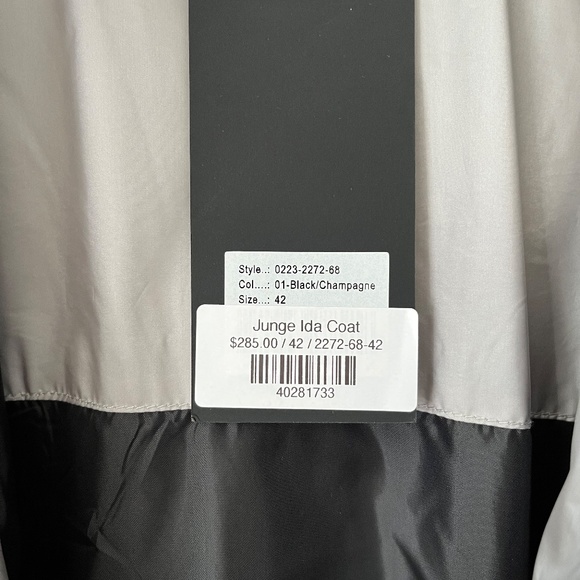 Style..: 0223-2272-68
Col....: 01-Black/Champagne
Size...: 42
Junge Ida Coat
$285.00 / 42 / 2272-68-42
40281733